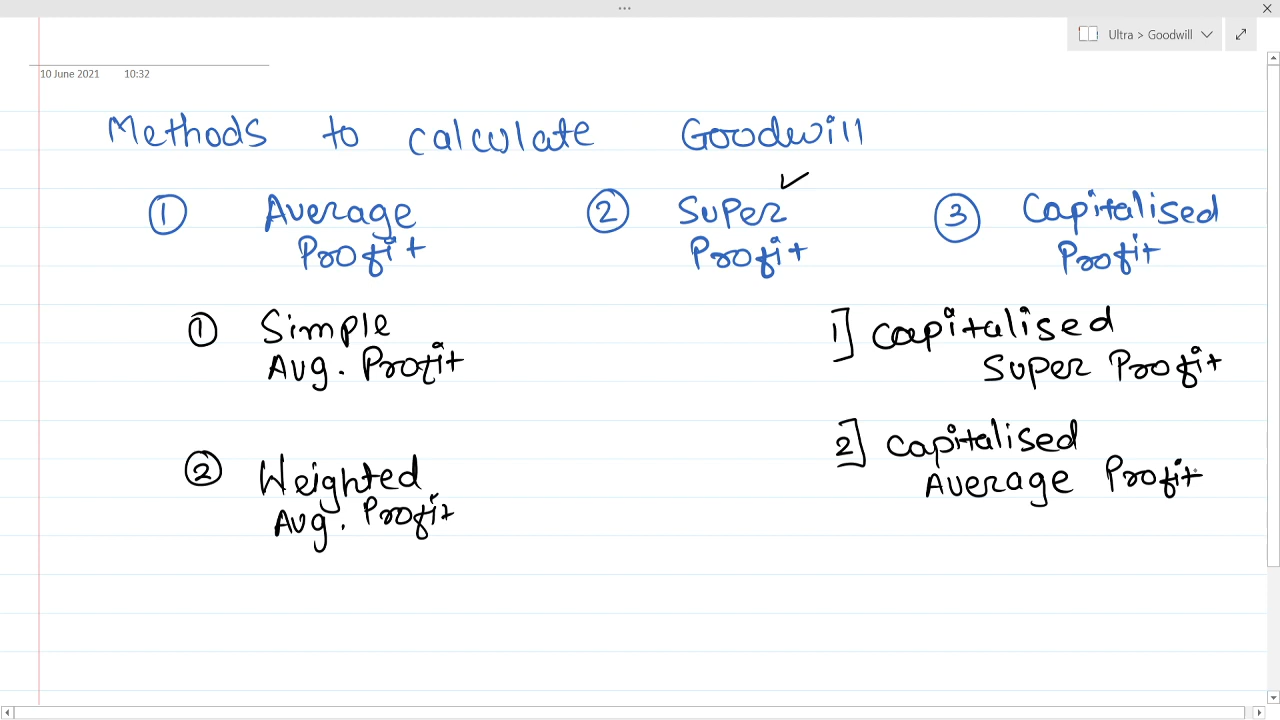 Ultra > Goodwill
10 June 2021 10:32
Methods to calculate Goodwill
① Average Profit
② Super Profit
③ Capitalised Profit
① Simple
Avg. Profit
② Weighted
Avg. Profit
1] Capitalised
Super Profit
2] Capitalised
Average Profit